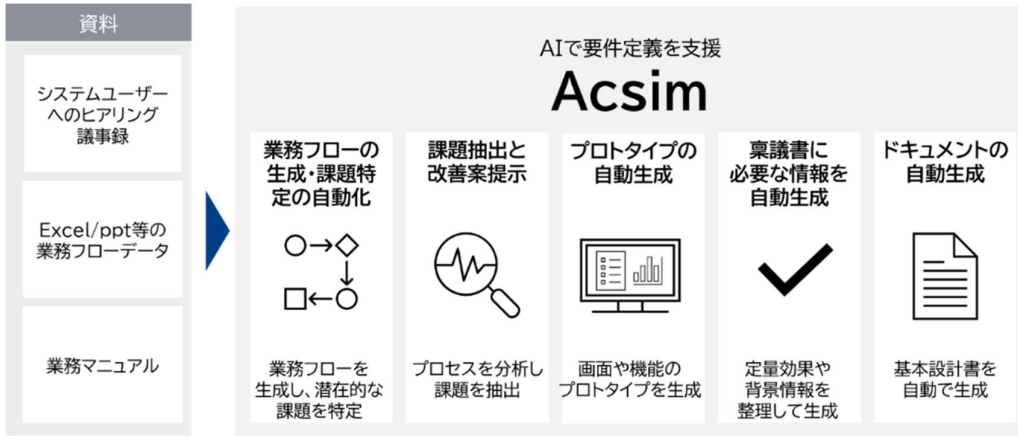 資料
システムユーザー
へのヒアリング
議事録
Excel/ppt等の
業務フローデータ
業務マニュアル
AIで要件定義を支援
Acsim
業務フローの
生成・課題特
定の自動化
業務フローを
生成し、潜在的な
課題を特定
課題抽出と
改善案提示
プロセスを分析し
課題を抽出
プロトタイプの
自動生成
画面や機能の
プロトタイプを生成
稟議書に
必要な情報を
自動生成
定量効果や
背景情報を
整理して生成
ドキュメントの
自動生成
基本設計書を
自動で生成